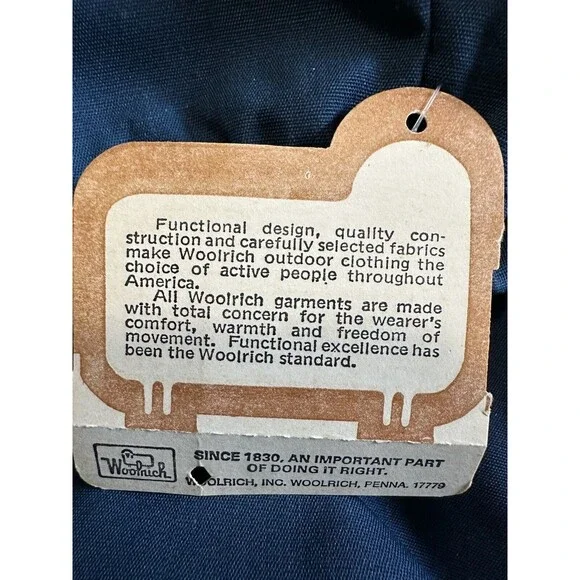 Functional design, quality con-
struction and carefully selected fabrics
make Woolrich outdoor clothing the
choice of active people throughout
America.
All Woolrich garments are made
with total concern for the wearer's
comfort, warmth and freedom of
movement. Functional excellence has
been the Woolrich standard.
Woolrich
SINCE 1830, AN IMPORTANT PART
OF DOING IT RIGHT.
WOOLRICH, INC. WOOLRICH, PENNA. 17779